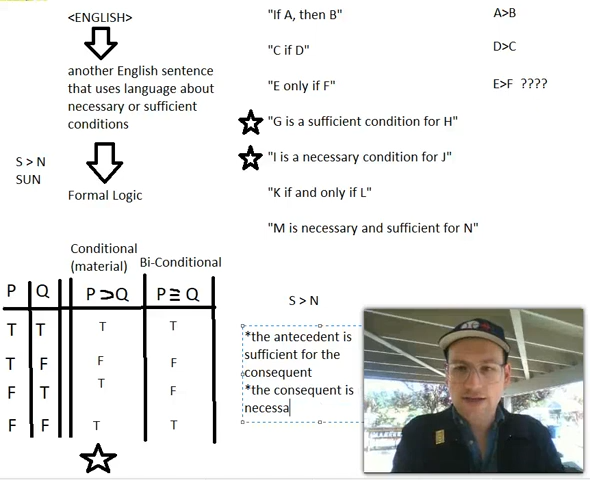 <ENGLISH>
another English sentence
that uses language about
necessary or sufficient
conditions
S > N
SUN
Formal Logic
"If A, then B" A>B
"C if D" D>C
"E only if F" E>F ????
"G is a sufficient condition for H"
"I is a necessary condition for J"
"K if and only if L"
"M is necessary and sufficient for N"
Conditional
(material)
Bi-Conditional
P Q P⊃Q P≡Q
T T T T
T F F F
F T T F
F F T T
S > N
*the antecedent is
sufficient for the
consequent
*the consequent is
necessa